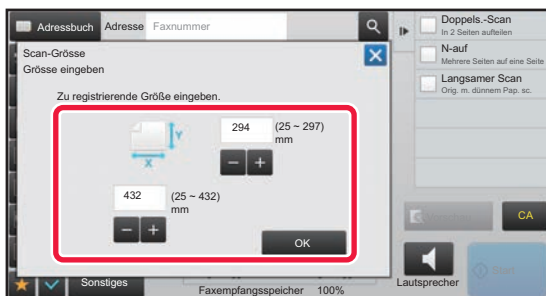 Adressbuch
Adresse
Faxnummer
Doppels.-Scan
In 2 Seiten aufteilen
Scan-Grösse
N-auf
Mehrere Seiten auf eine Seite
Grösse eingeben
Langsamer Scan
Orig. m. dünnem Pap. sc.
Zu registrierende Größe eingeben.
294
(25 ~ 297)
mm
Y
X
432
(25 ~ 432)
mm
OK
CA
Sonstiges
Faxempfangsspeicher 100%
Lautsprecher
Start